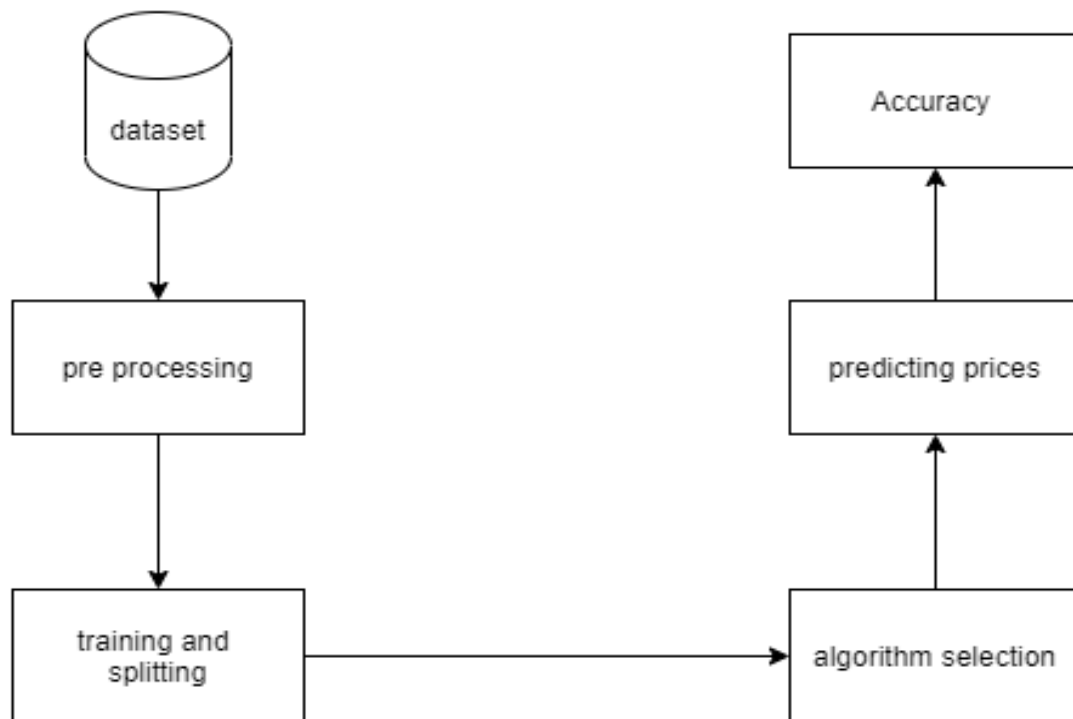 dataset
pre processing
training and
splitting
algorithm selection
predicting prices
Accuracy